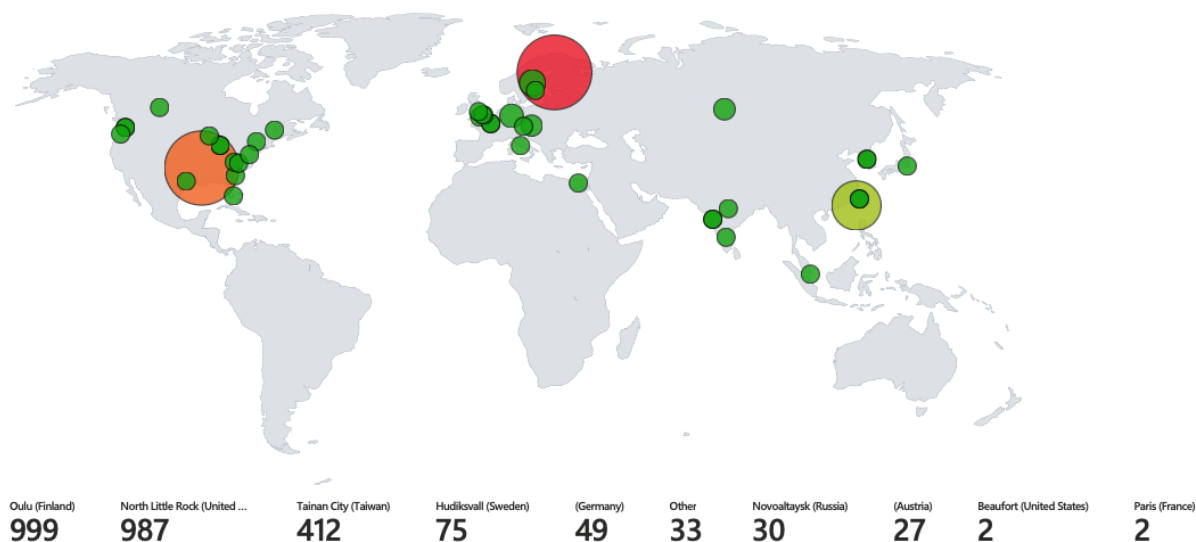 Oulu (Finland) North Little Rock (United ... Tainan City (Taiwan) Hudiksvall (Sweden) (Germany) Other Novoaltaysk (Russia) (Austria) Beaufort (United States) Paris (France)
999 987 412 75 49 33 30 27 2 2